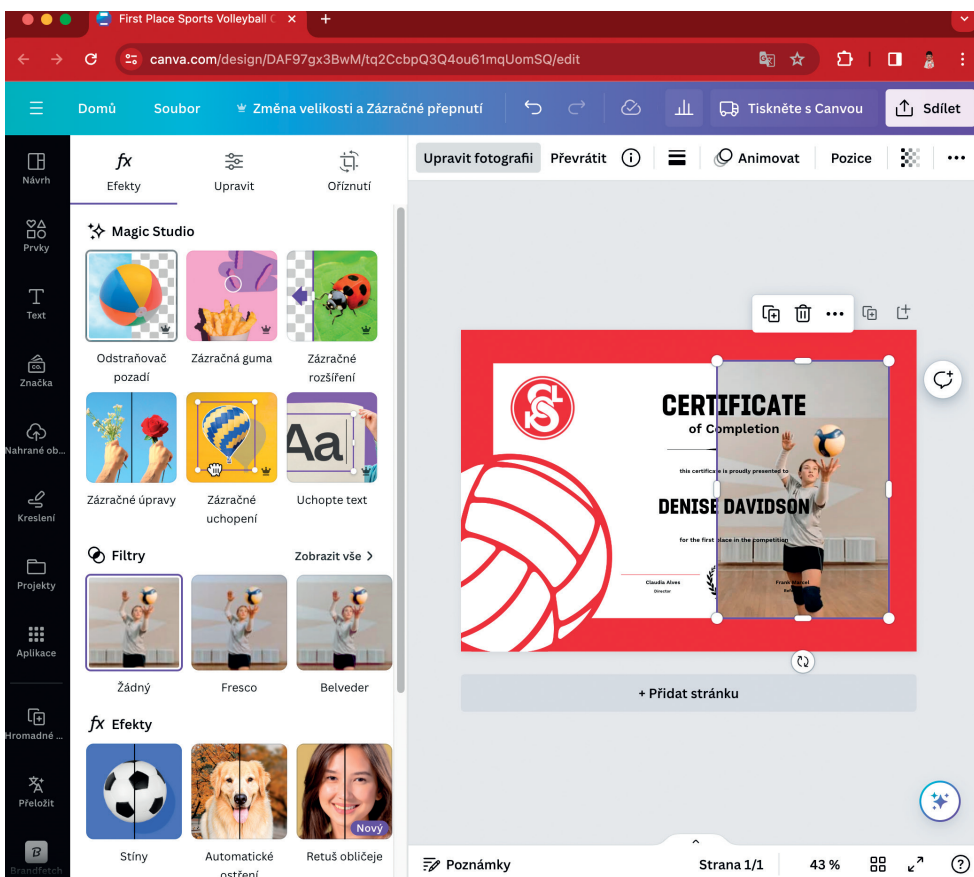 First Place Sports Volleyball C
canva.com/design/DAF97gx3BwM/tq2CcbpQ3Q4ou61mqUomSQ/edit
Domů Soubor Změna velikosti a Zázračné přepnutí Tiskněte s Canvou Sdílet
Návrh
Prvky
Text
Značka
Nahrané ob...
Kreslení
Projekty
Aplikace
Hromadné ...
Přeložit
Brandfetch
fx
Efekty
Upravit
Oříznutí
Magic Studio
Odstraňovač
pozadí
Zázračná guma
Zázračné
rozšíření
Aa
Zázračné úpravy
Zázračné
uchopení
Uchopte text
Filtry
Zobrazit vše
Žádný
Fresco
Belveder
fx Efekty
Nový
Stíny
Automatické
ostření
Retuš obličeje
Upravit fotografii Převrátit Animovat Pozice
CERTIFICATE
of Completion
this certificate is proudly presented to
DENISE DAVIDSON
for the first place in the competition
Claudia Alves
Director
Frank
+ Přidat stránku
Poznámky
Strana 1/1
43 %